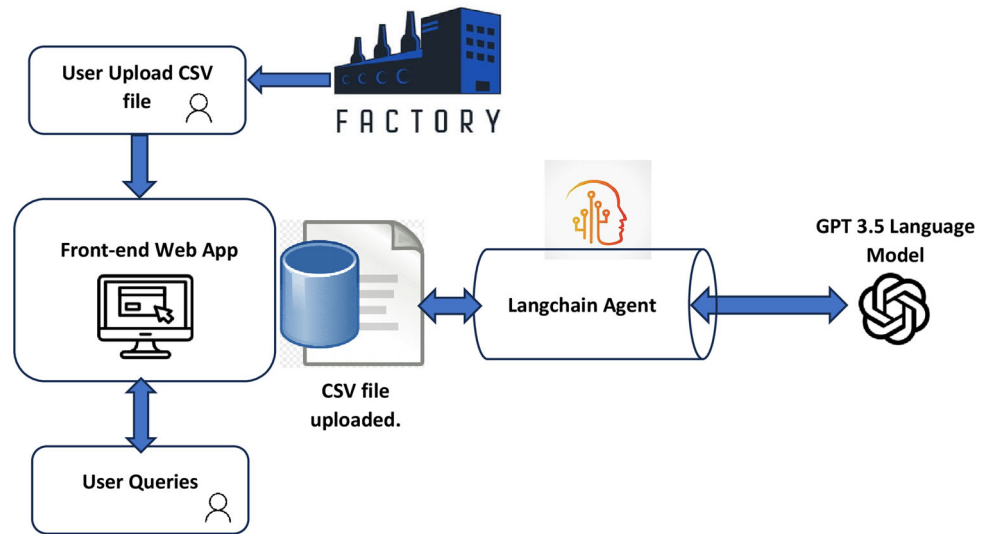 User Upload CSV
file
C C C C
FACTORY
Front-end Web App
GPT 3.5 Language
Model
Langchain Agent
CSV file
uploaded.
User Queries